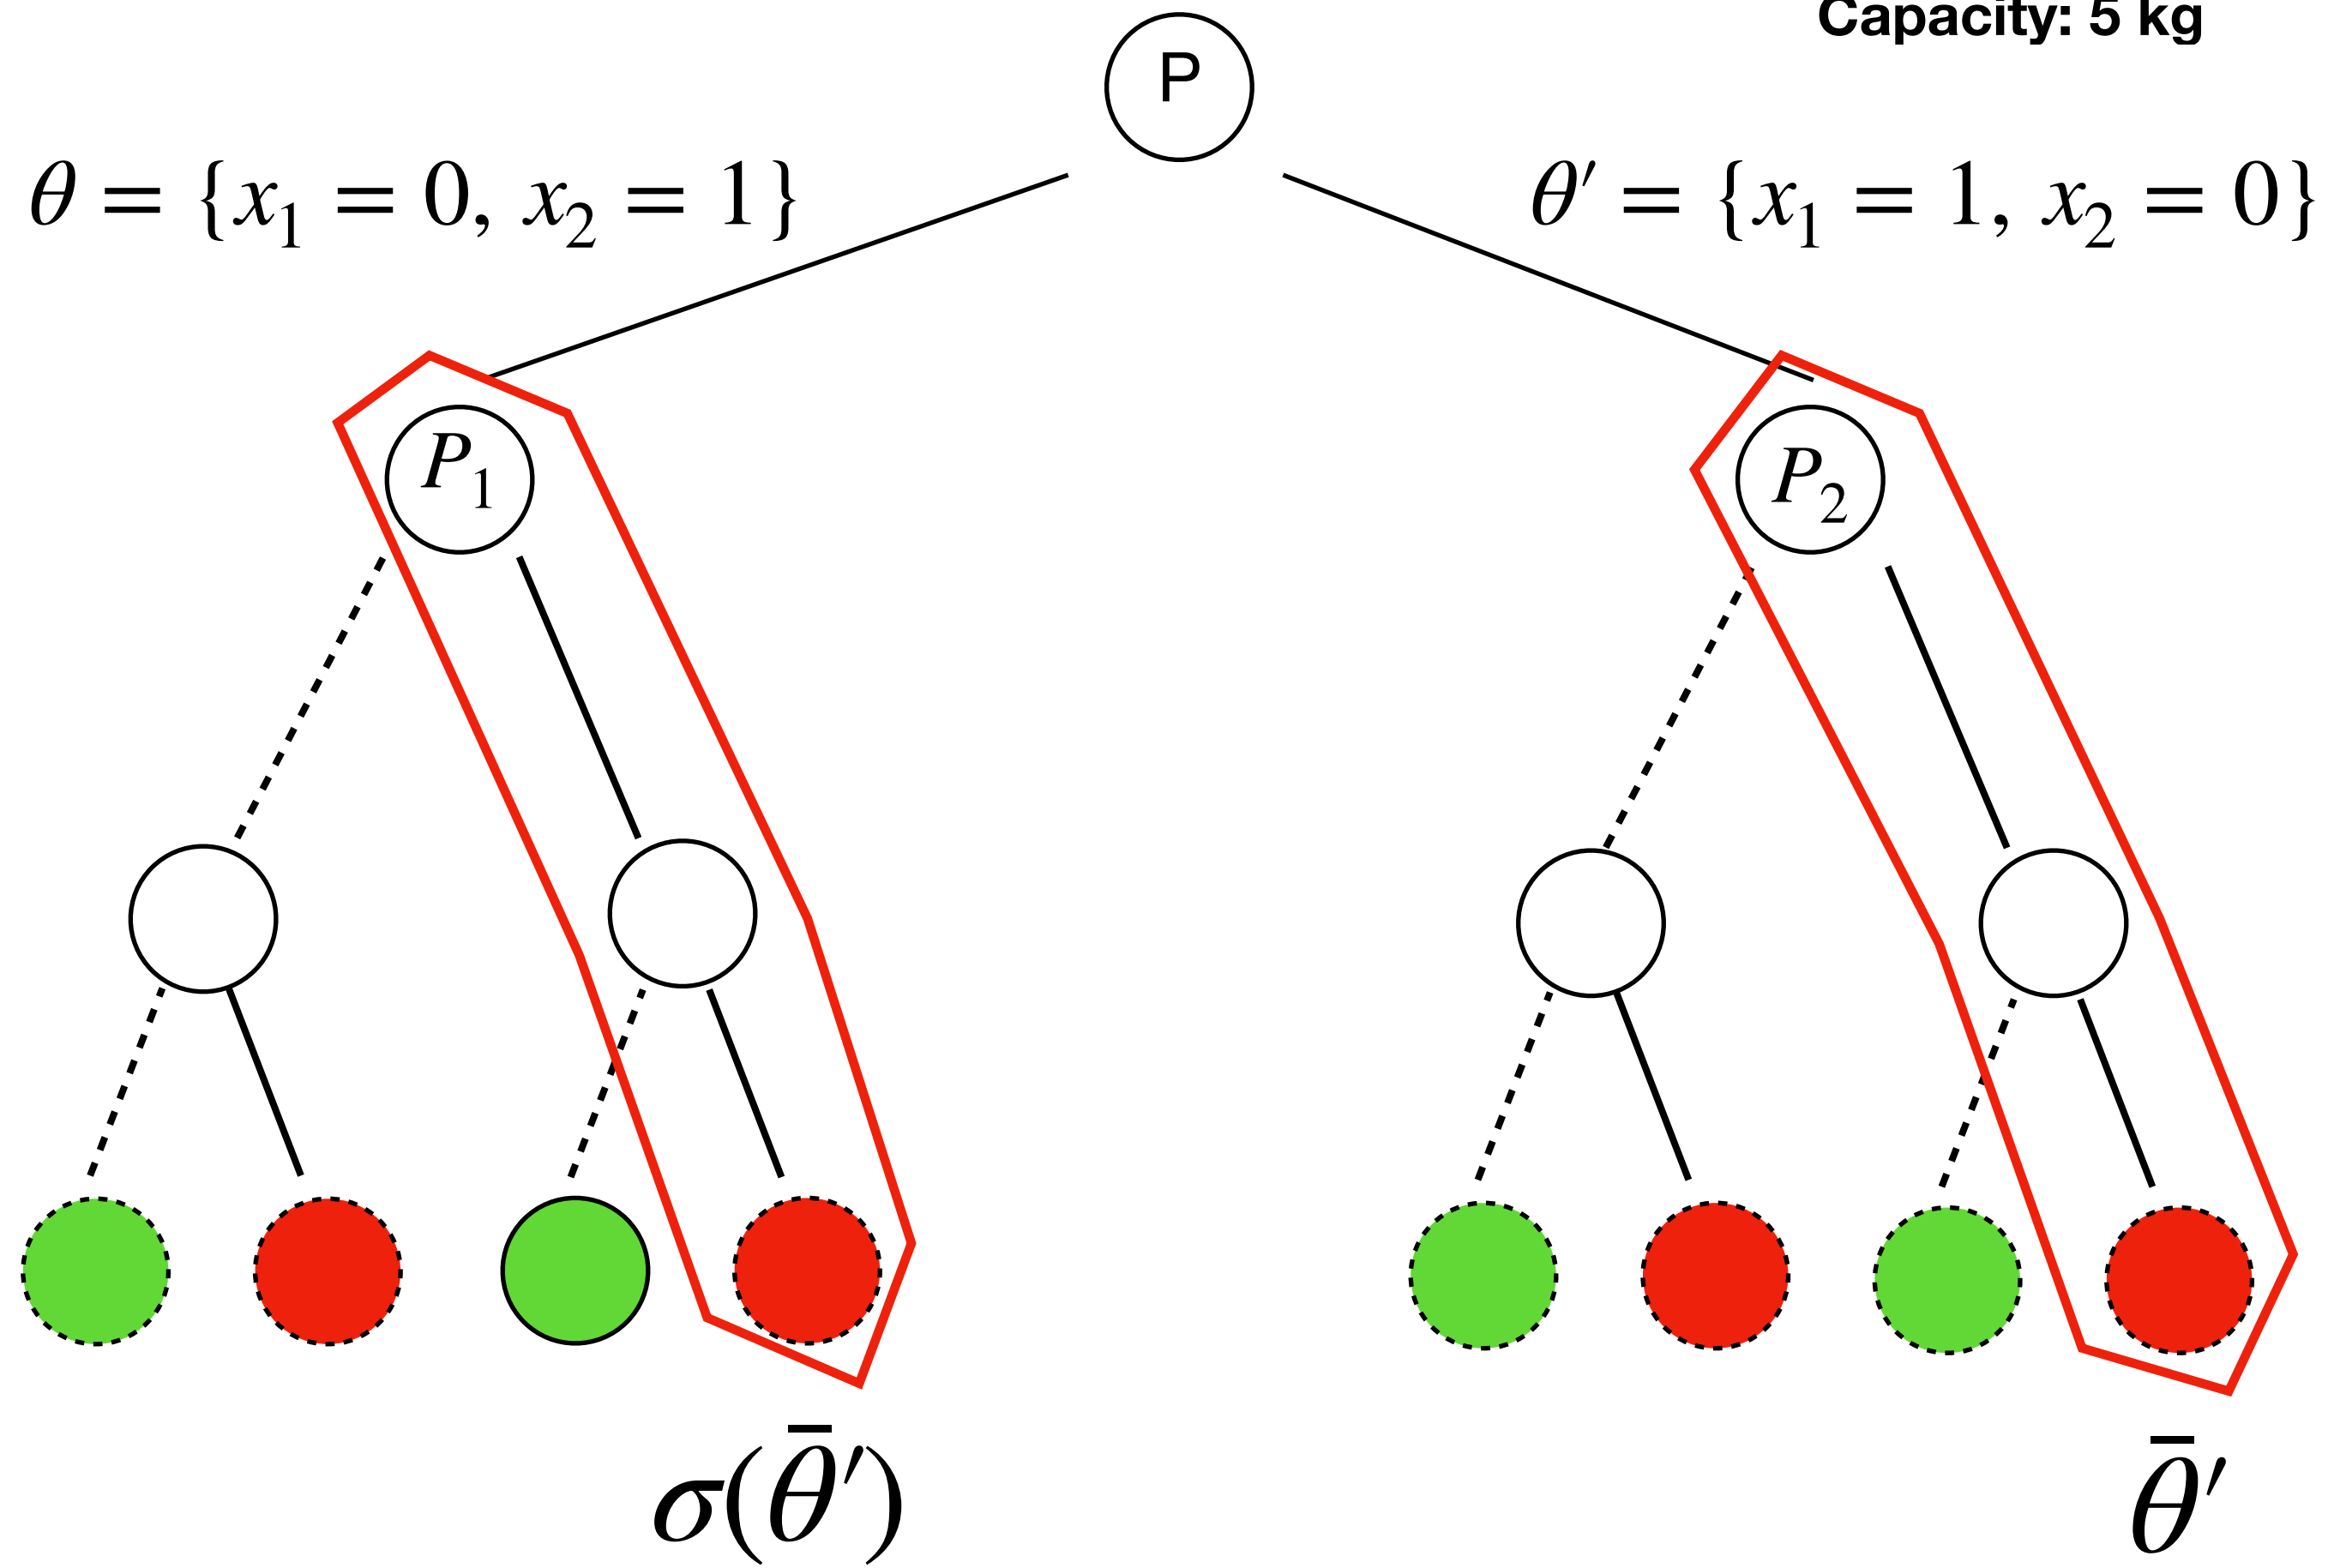 Capacity: 5 kg
P
θ = {x₁ = 0, x₂ = 1}
θ′ = {x₁ = 1, x₂ = 0}
P₁
P₂
σ(θ̄′)
θ̄′